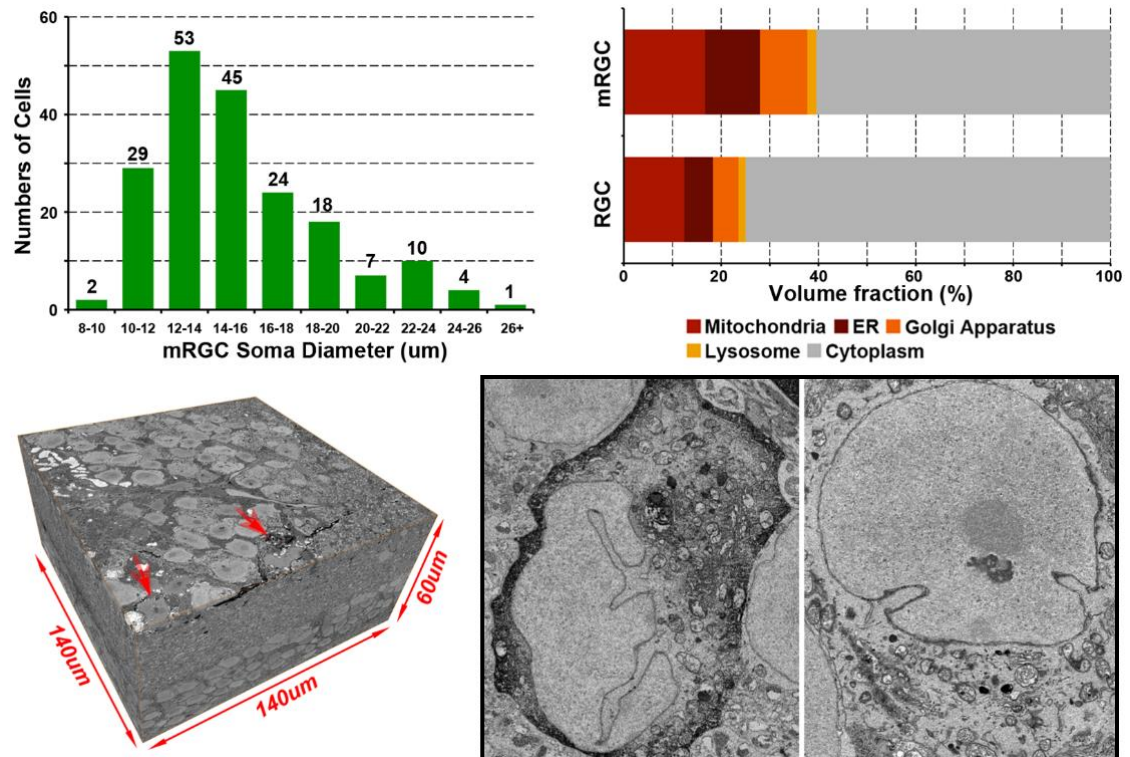 60
40
20
0
Numbers of Cells
2
29
53
45
24
18
7
10
4
1
8-10 10-12 12-14 14-16 16-18 18-20 20-22 22-24 24-26 26+
mRGC Soma Diameter (um)
mRGC
RGC
0 20 40 60 80 100
Volume fraction (%)
Mitochondria ER Golgi Apparatus
Lysosome Cytoplasm
140um
140um
60um